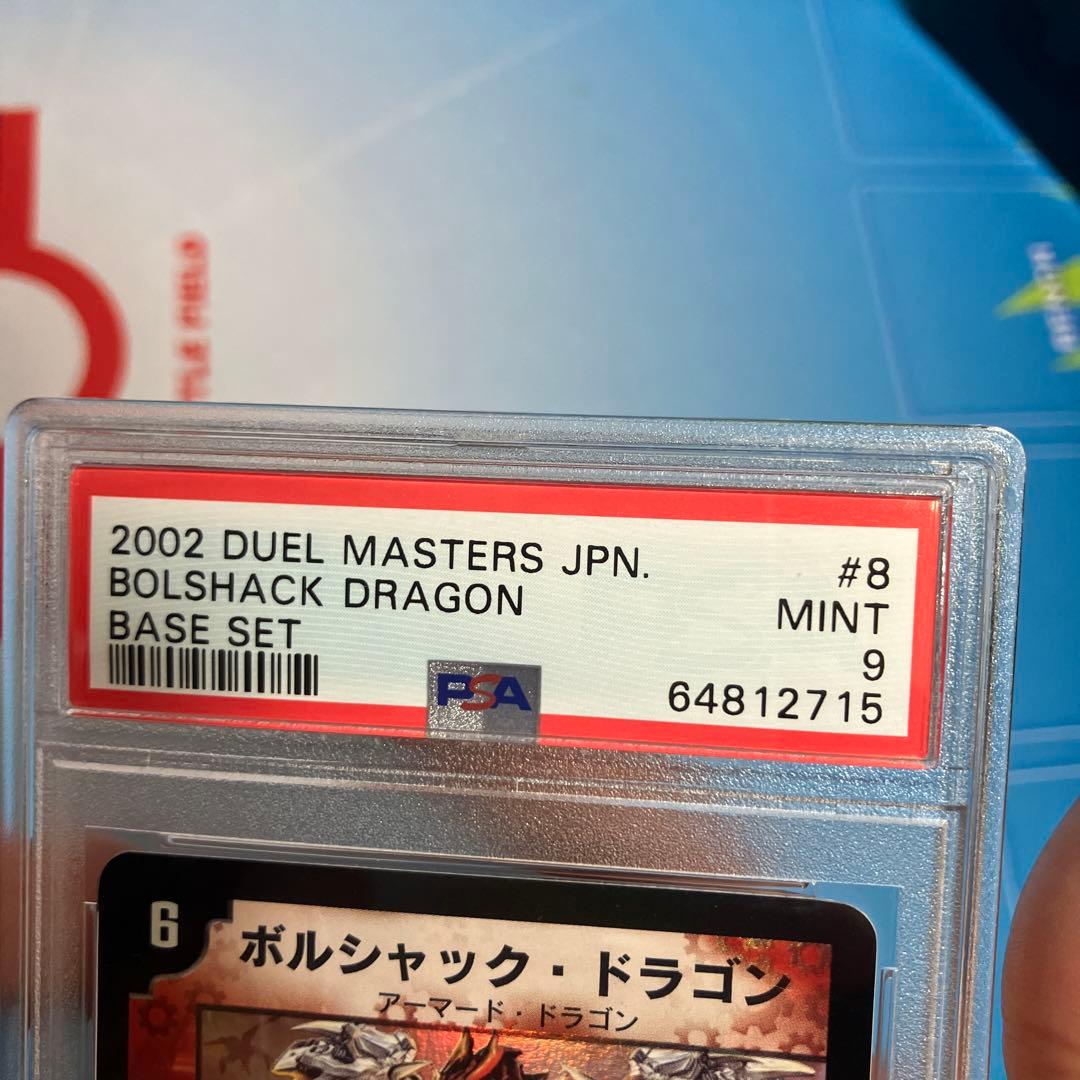 2002 DUEL MASTERS JPN. #8
BOLSHACK DRAGON MINT
BASE SET 9
PSA 64812715
6
ボルシャック・ドラゴン
アーマード・ドラゴン